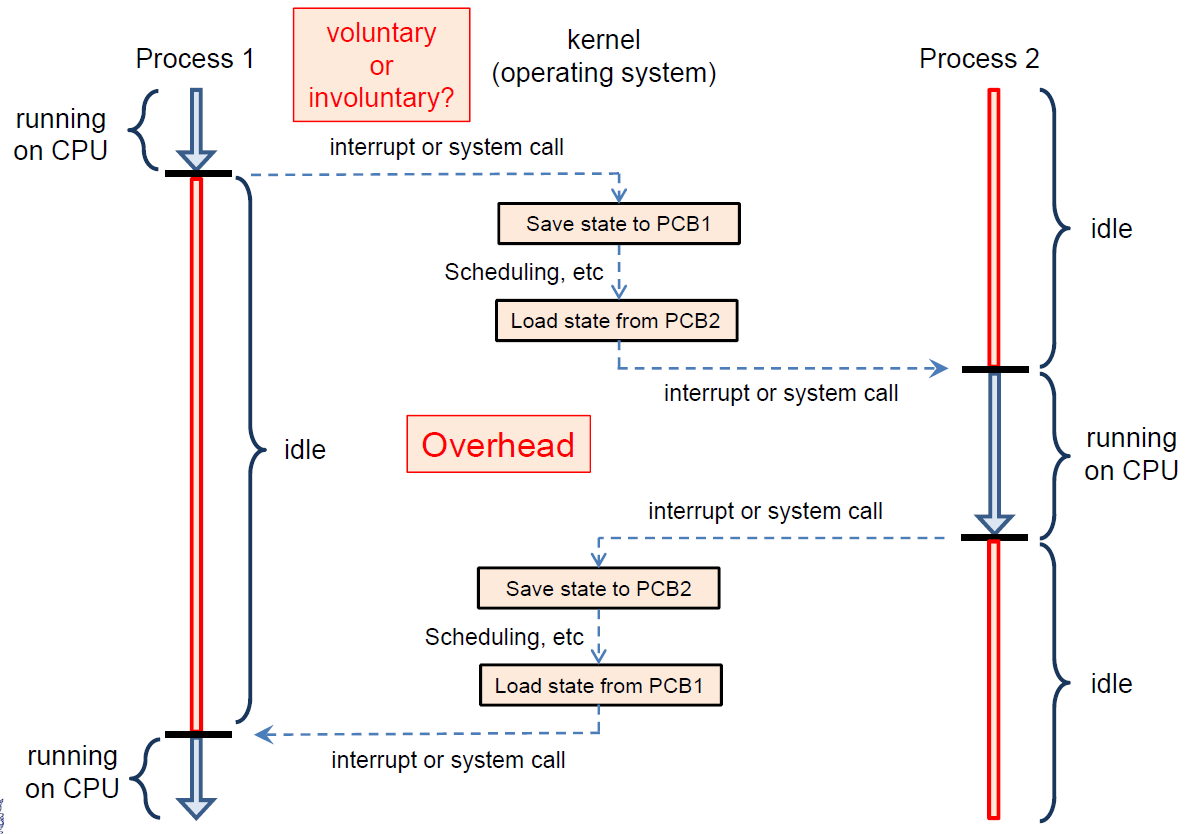 voluntary
or
involuntary?
Process 1
kernel
(operating system)
Process 2
running
on CPU
interrupt or system call
Save state to PCB1
idle
Scheduling, etc
Load state from PCB2
interrupt or system call
idle
Overhead
running
on CPU
interrupt or system call
Save state to PCB2
Scheduling, etc
Load state from PCB1
idle
running
on CPU
interrupt or system call